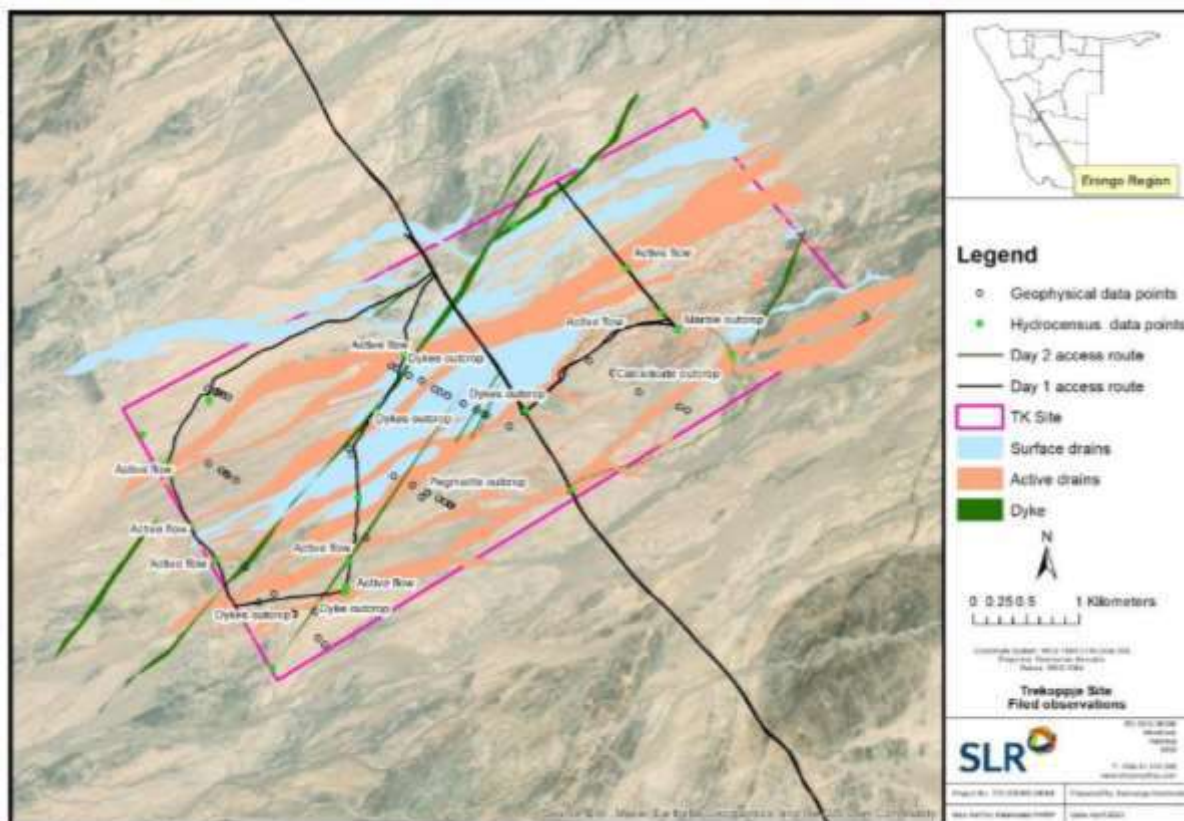 Active flow
Marble outcrop
Active flow
Active flow
Dykes outcrop
Calcsilicate outcrop
Dykes outcrop
Dykes outcrop
Active flow
Pegmatite outcrop
Active flow
Active flow
Active flow
Active flow
Dykes outcrop
Dyke outcrop
Erongo Region
Legend
Geophysical data points
Hydrocensus data points
Day 2 access route
Day 1 access route
TK Site
Surface drains
Active drains
Dyke
N
0 0.25 0.5 1 Kilometers
Trekoppje Site
Filed observations
SLR